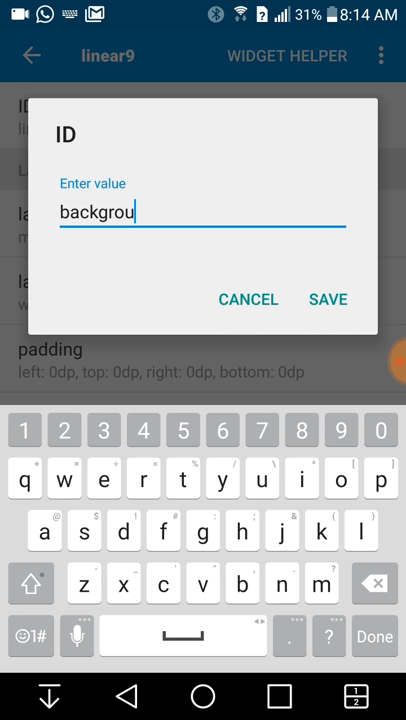 31% 8:14 AM
linear9 WIDGET HELPER
ID
ID
Enter value
backgrou
CANCEL SAVE
padding
left: 0dp, top: 0dp, right: 0dp, bottom: 0dp
1 2 3 4 5 6 7 8 9 0
q w e r t y u i o p
a s d f g h j k l
z x c v b n m
☺1# . ? Done